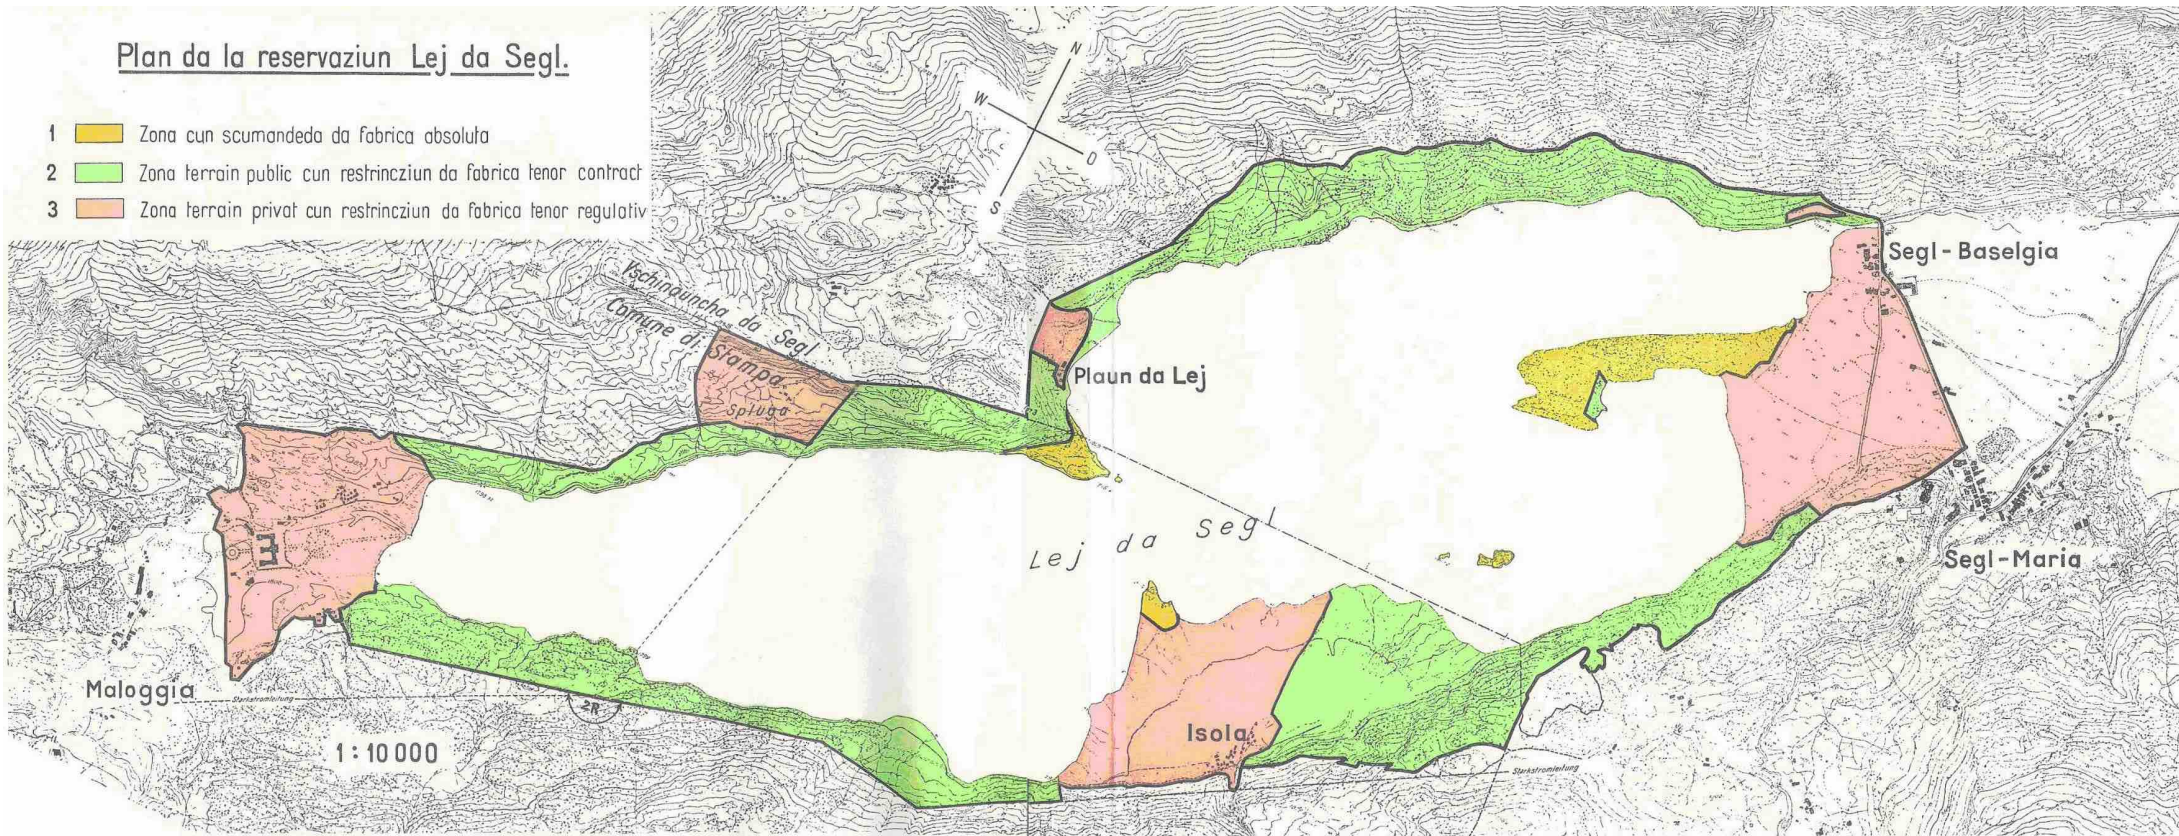 Plan da la reservaziun Lej da Segl.
1 Zona cun scumandeda da fabrica absoluta
2 Zona terrain public cun restrincziun da fabrica tenor contract
3 Zona terrain privat cun restrincziun da fabrica tenor regulativ
N
W
O
S
Segl-Baselgia
Vschinauncha da Segl
Comune di Stampa
Spluga
Plaun da Lej
Lej da Segl
Segl-Maria
Maloggia
Starkstromleitung
2R
Isola
Starkstromleitung
1:10000